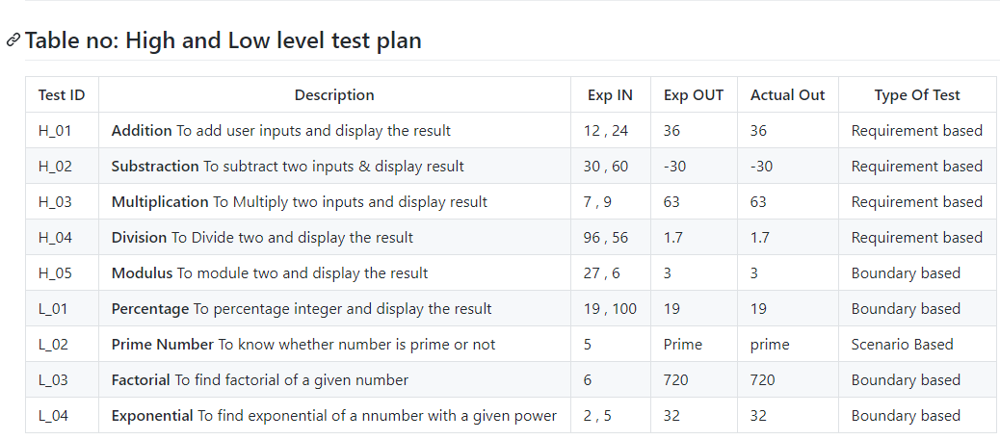 Table no: High and Low level test plan
Test ID Description Exp IN Exp OUT Actual Out Type Of Test
H_01 Addition To add user inputs and display the result 12 , 24 36 36 Requirement based
H_02 Substraction To subtract two inputs & display result 30 , 60 -30 -30 Requirement based
H_03 Multiplication To Multiply two inputs and display result 7 , 9 63 63 Requirement based
H_04 Division To Divide two and display the result 96 , 56 1.7 1.7 Requirement based
H_05 Modulus To module two and display the result 27 , 6 3 3 Boundary based
L_01 Percentage To percentage integer and display the result 19 , 100 19 19 Boundary based
L_02 Prime Number To know whether number is prime or not 5 Prime prime Scenario Based
L_03 Factorial To find factorial of a given number 6 720 720 Boundary based
L_04 Exponential To find exponential of a nnumber with a given power 2 , 5 32 32 Boundary based